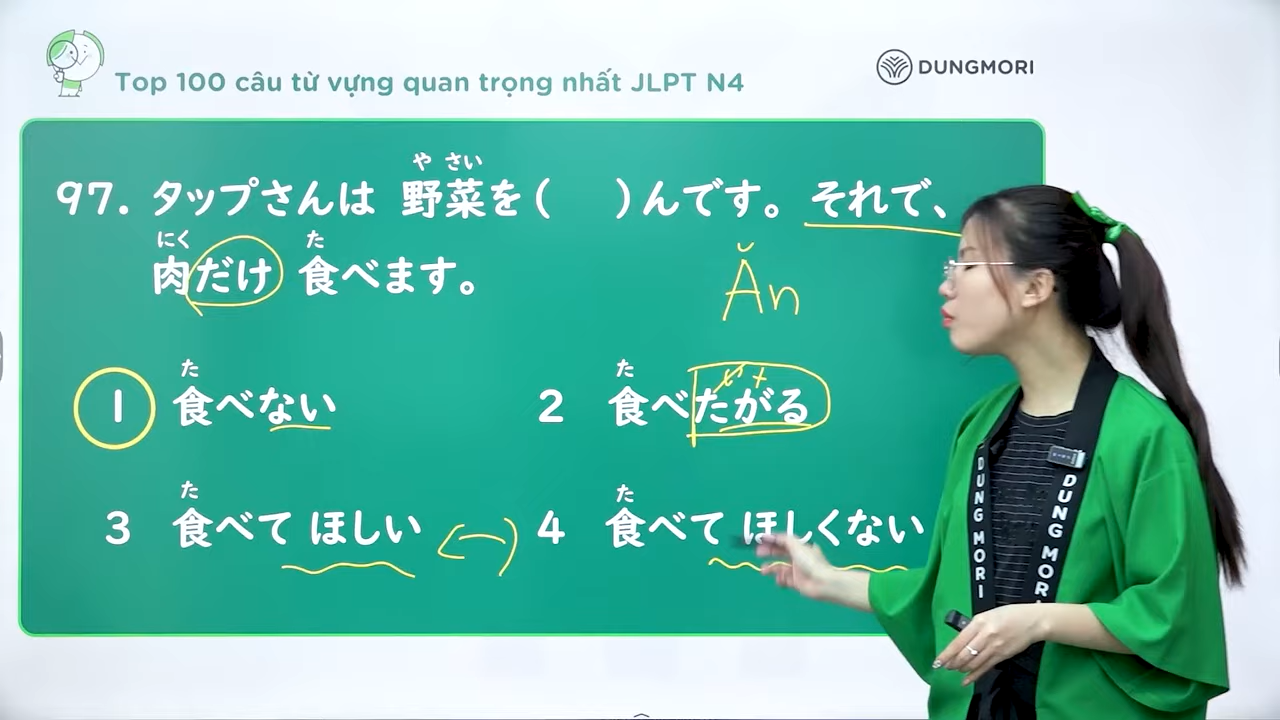 Top 100 câu từ vựng quan trọng nhất JLPT N4
DUNGMORI
や さい
97. タップさんは 野菜を( )んです。それで、
にく た
肉だけ 食べます。
Ăn
た た
1 食べない 2 食べたがる
た た
3 食べて ほしい 4 食べて ほしくない
DUNG MORI
DUNG MORI